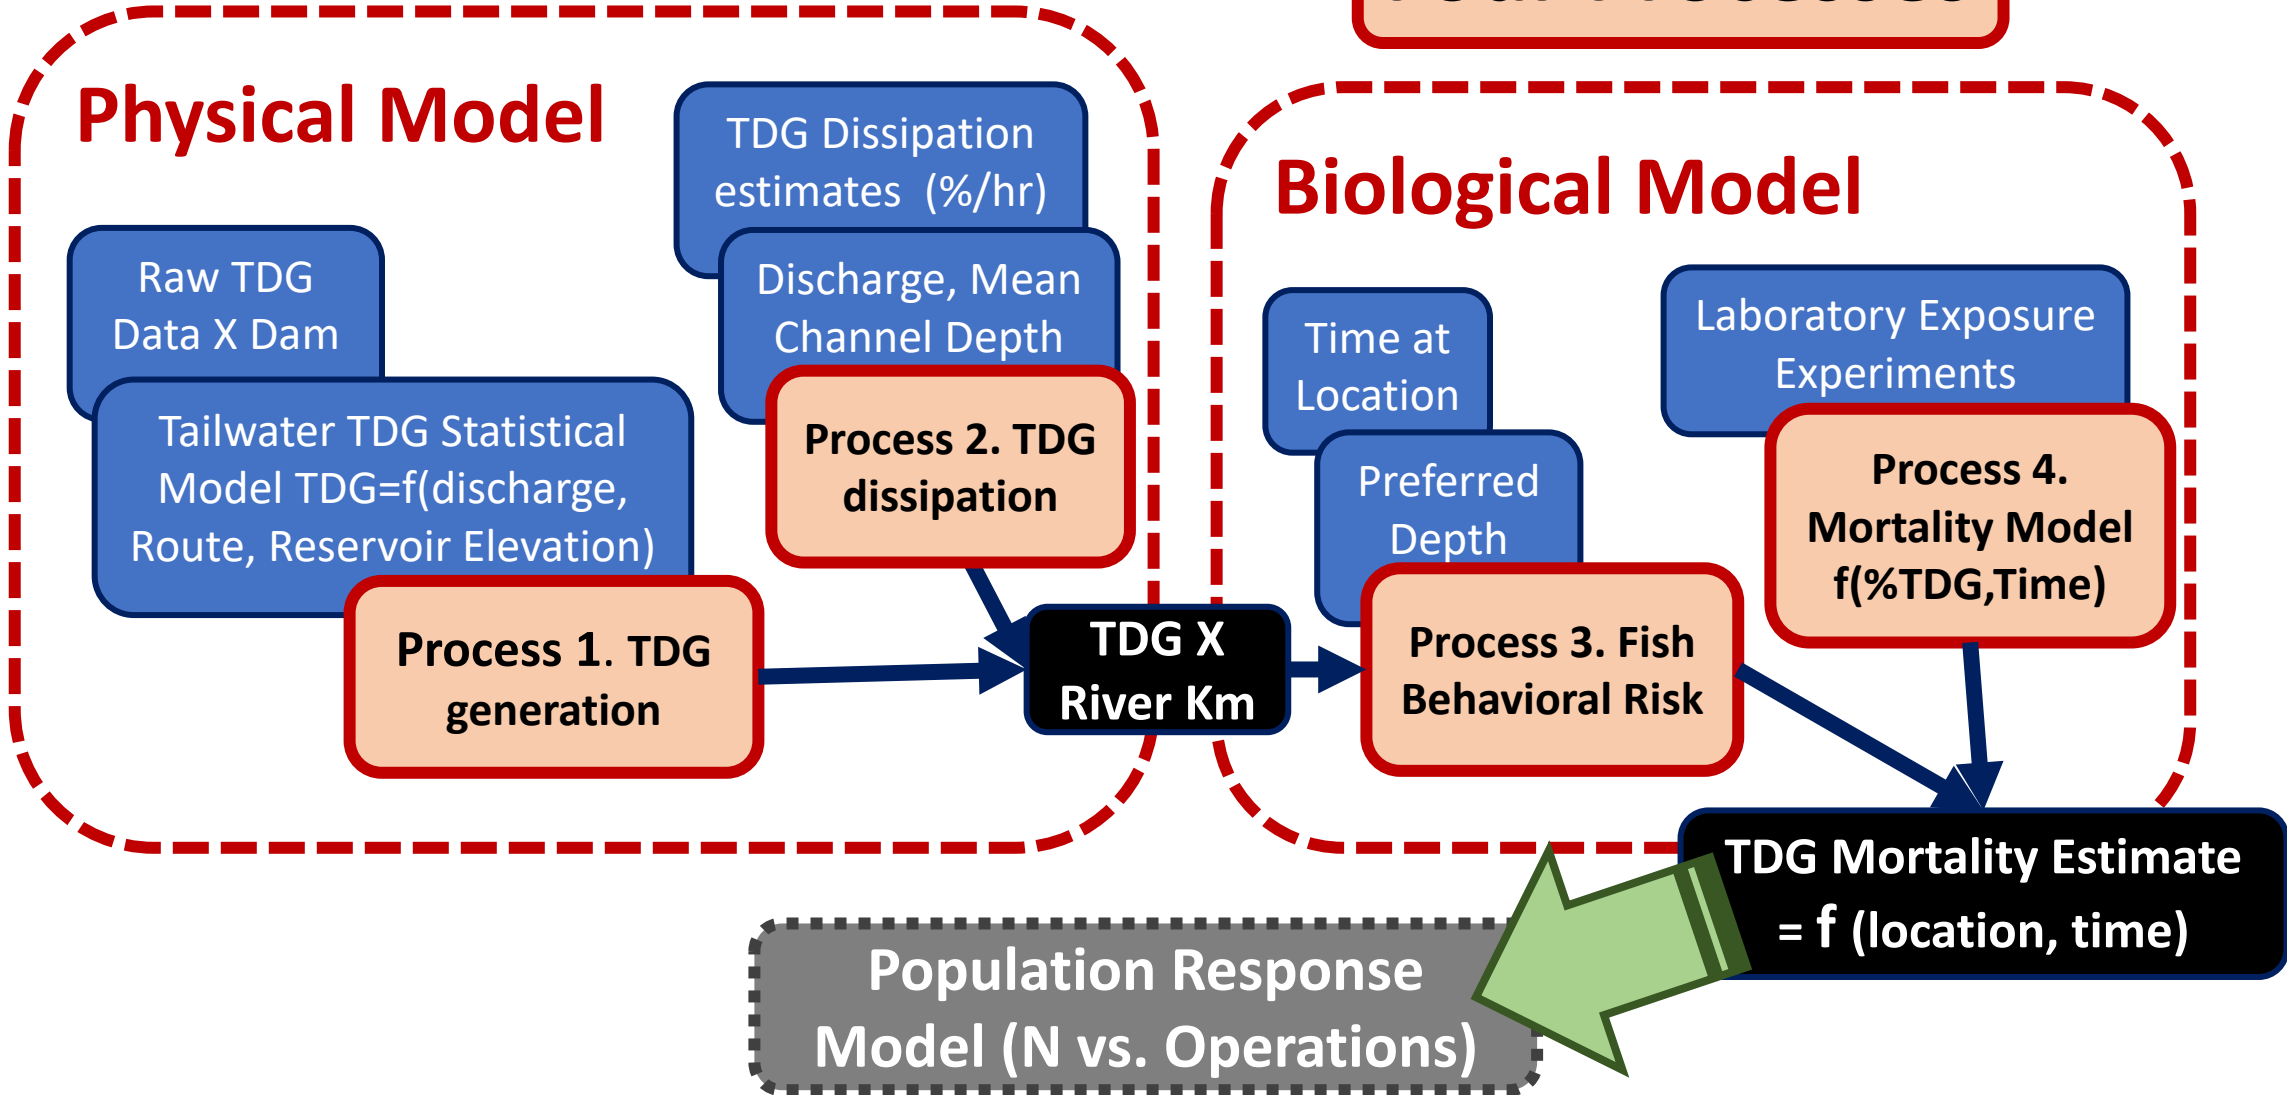 Physical Model
TDG Dissipation
estimates (%/hr)
Discharge, Mean
Channel Depth
Process 2. TDG
dissipation
Raw TDG
Data X Dam
Tailwater TDG Statistical
Model TDG=f(discharge,
Route, Reservoir Elevation)
Process 1. TDG
generation
TDG X
River Km
Biological Model
Time at
Location
Preferred
Depth
Process 3. Fish
Behavioral Risk
Laboratory Exposure
Experiments
Process 4.
Mortality Model
f(%TDG,Time)
TDG Mortality Estimate
= f (location, time)
Population Response
Model (N vs. Operations)